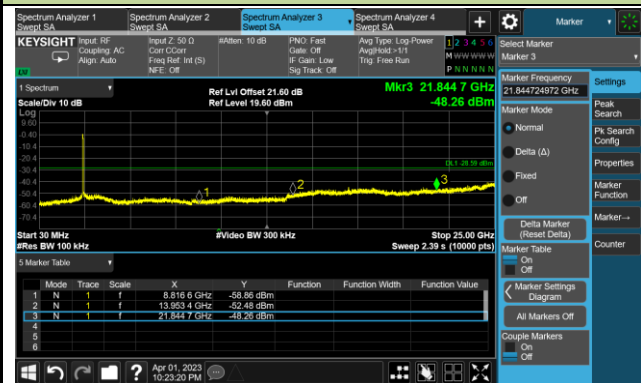 Spectrum Analyzer 1
Swept SA
Spectrum Analyzer 2
Swept SA
Spectrum Analyzer 3
Swept SA
Spectrum Analyzer 4
Swept SA
+
Marker
KEYSIGHT
Input: RF
Coupling: AC
Align: Auto
Input Z: 50 Ω
Corr CCorr
Freq Ref: Int (S)
NFE: Off
#Atten: 10 dB
PNO: Fast
Gate: Off
IF Gain: Low
Sig Track: Off
Avg Type: Log-Power
Avg|Hold:>1/1
Trig: Free Run
1 2 3 4 5 6
M W W W W W
P N N N N N
LXI
Select Marker
Marker 3
1 Spectrum
Scale/Div 10 dB
Ref Lvl Offset 21.60 dB
Ref Level 19.60 dBm
Mkr3 21.844 7 GHz
-48.26 dBm
Log
9.60
-0.40
-10.4
-20.4
-30.4
-40.4
-50.4
-60.4
-70.4
DL1 -28.59 dBm
1
2
3
Start 30 MHz
#Video BW 300 kHz
Stop 25.00 GHz
#Res BW 100 kHz
Sweep 2.39 s (10000 pts)
5 Marker Table
Mode Trace Scale X Y Function Function Width Function Value
1 N 1 f 8.816 6 GHz -58.86 dBm
2 N 1 f 13.953 4 GHz -52.48 dBm
3 N 1 f 21.844 7 GHz -48.26 dBm
4
5
6
Marker Frequency
21.844724972 GHz
Marker Mode
Normal
Delta (Δ)
Fixed
Off
Delta Marker
(Reset Delta)
Marker Table
On
Off
Marker Settings
Diagram
All Markers Off
Couple Markers
On
Off
Settings
Peak
Search
Pk Search
Config
Properties
Marker
Function
Marker→
Counter
?
Apr 01, 2023
10:23:20 PM